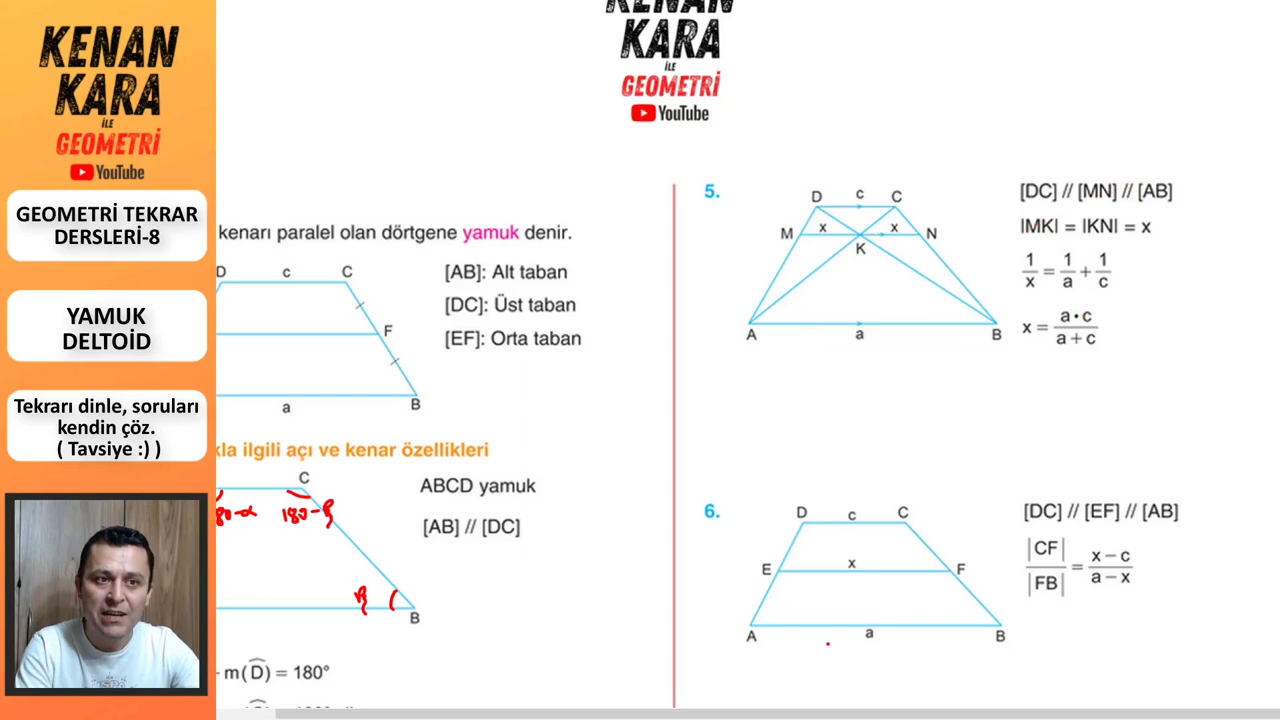 KENAN
KARA
İLE
GEOMETRİ
YouTube
GEOMETRİ TEKRAR
DERSLERİ-8
YAMUK
DELTOİD
Tekrarı dinle, soruları
kendin çöz.
( Tavsiye :) )
KENAN
KARA
İLE
GEOMETRİ
YouTube
kenarı paralel olan dörtgene yamuk denir.
D c C
F
a B
[AB]: Alt taban
[DC]: Üst taban
[EF]: Orta taban
kla ilgili açı ve kenar özellikleri
C
80-α 180-β
β
B
ABCD yamuk
[AB] // [DC]
- m(D̂) = 180°
5.
D c C
M x x N
K
A a B
[DC] // [MN] // [AB]
|MK| = |KN| = x
1/x = 1/a + 1/c
x = a•c/a+c
6.
D c C
E x F
A a B
[DC] // [EF] // [AB]
|CF|/|FB| = x−c/a−x